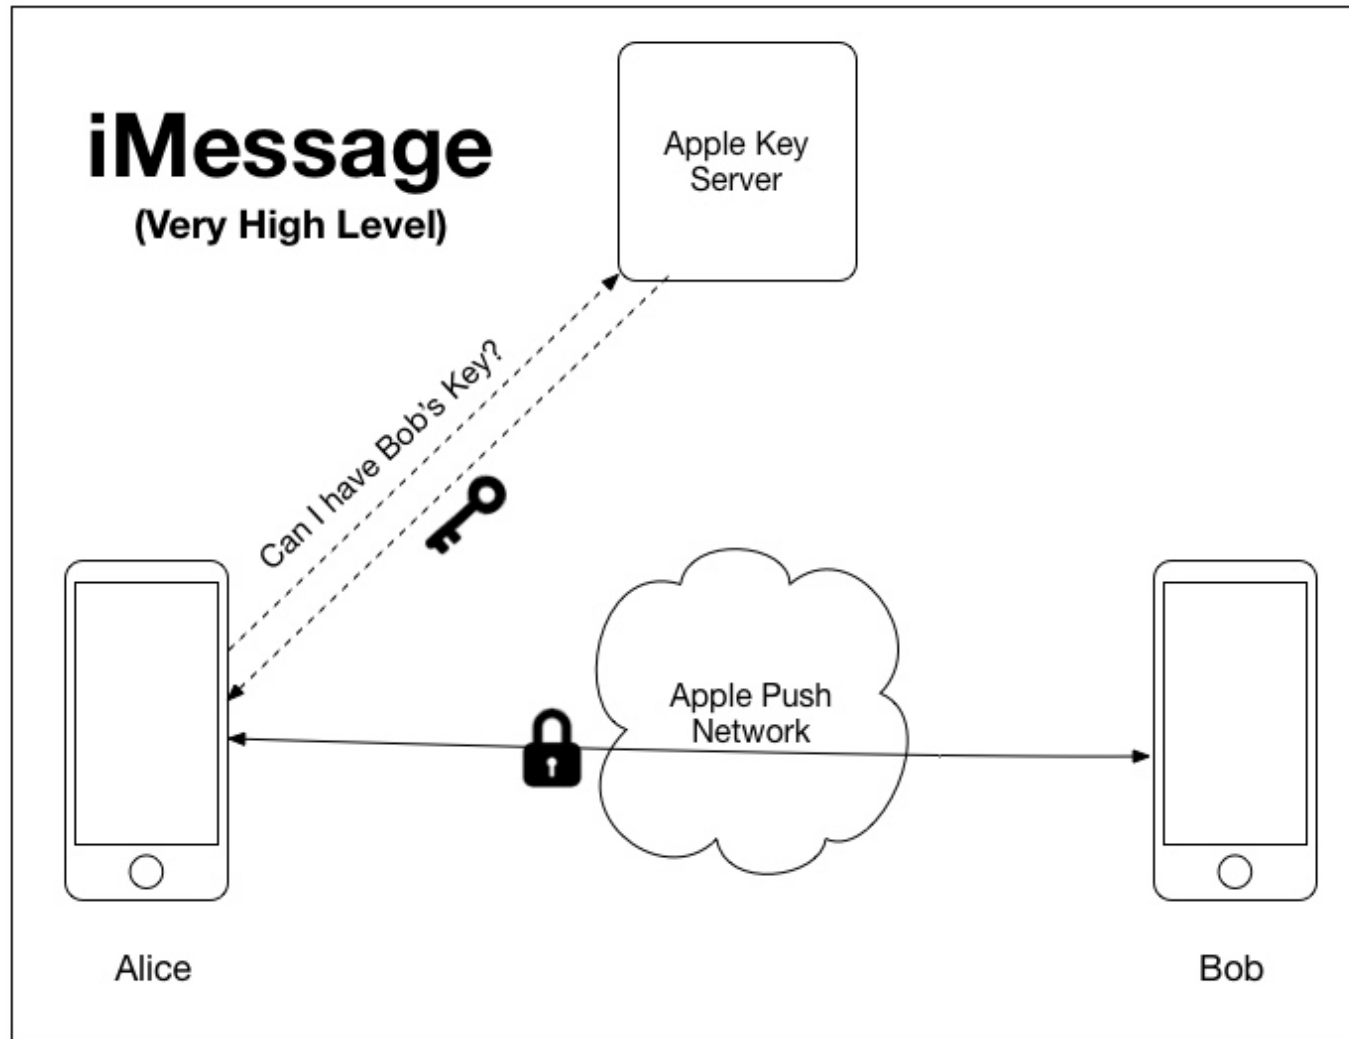 iMessage
(Very High Level)
Apple Key
Server
Can I have Bob's Key?
Apple Push
Network
Alice
Bob